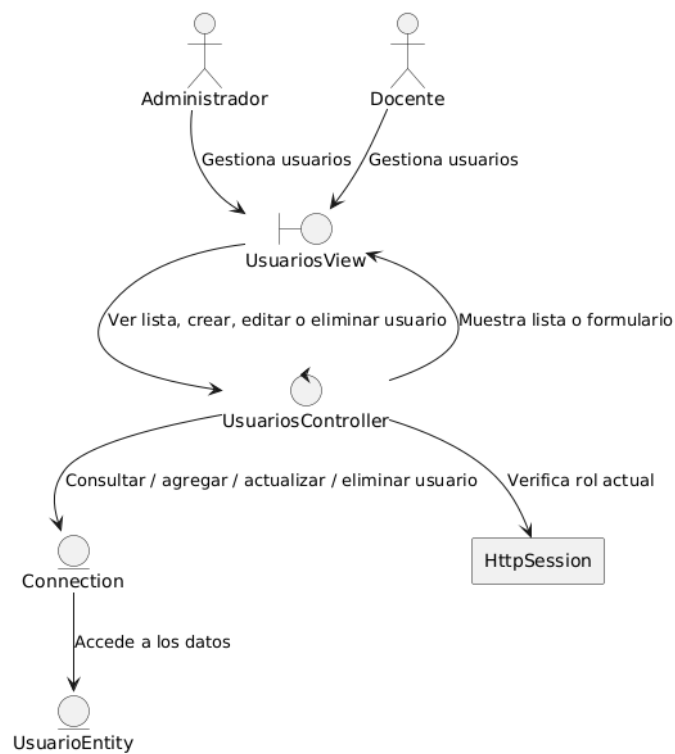 Administrador
Docente
Gestiona usuarios
Gestiona usuarios
UsuariosView
Ver lista, crear, editar o eliminar usuario
Muestra lista o formulario
UsuariosController
Consultar / agregar / actualizar / eliminar usuario
Verifica rol actual
Connection
HttpSession
Accede a los datos
UsuarioEntity